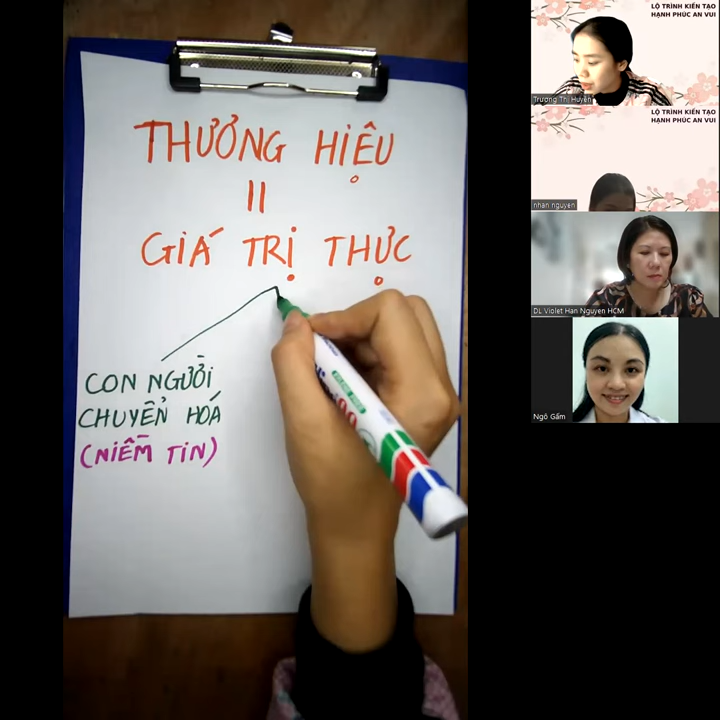 THƯƠNG HIỆU
=
GIÁ TRỊ THỰC
CON NGƯỜI
CHUYỂN HOÁ
(NIỀM TIN)
LỘ TRÌNH KIẾN TẠO
HẠNH PHÚC AN VUI
Trương Thị Huyền
LỘ TRÌNH KIẾN TẠO
HẠNH PHÚC AN VUI
nhan nguyen
DL Violet Han Nguyen HCM
Ngô Gấm